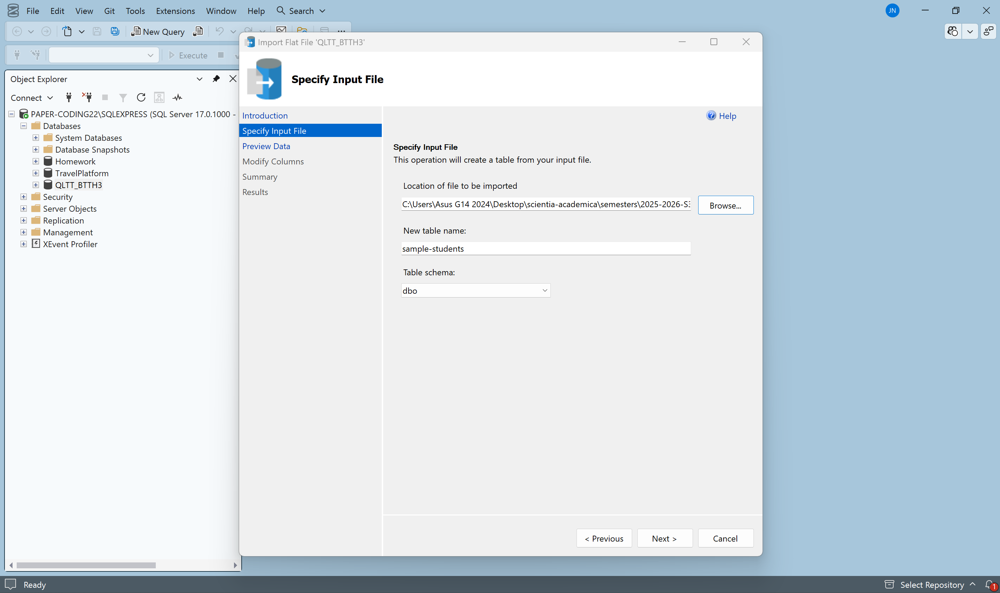 File Edit View Git Tools Extensions Window Help Search
JN
New Query
Execute
Import Flat File 'QLTT_BTTH3'
Specify Input File
Object Explorer
Connect
PAPER-CODING22\SQLEXPRESS (SQL Server 17.0.1000 -
Databases
System Databases
Database Snapshots
Homework
TravelPlatform
QLTT_BTTH3
Security
Server Objects
Replication
Management
XEvent Profiler
Introduction
Specify Input File
Preview Data
Modify Columns
Summary
Results
Help
Specify Input File
This operation will create a table from your input file.
Location of file to be imported
C:\Users\Asus G14 2024\Desktop\scientia-academica\semesters\2025-2026-S3
Browse...
New table name:
sample-students
Table schema:
dbo
< Previous
Next >
Cancel
Ready
Select Repository
1